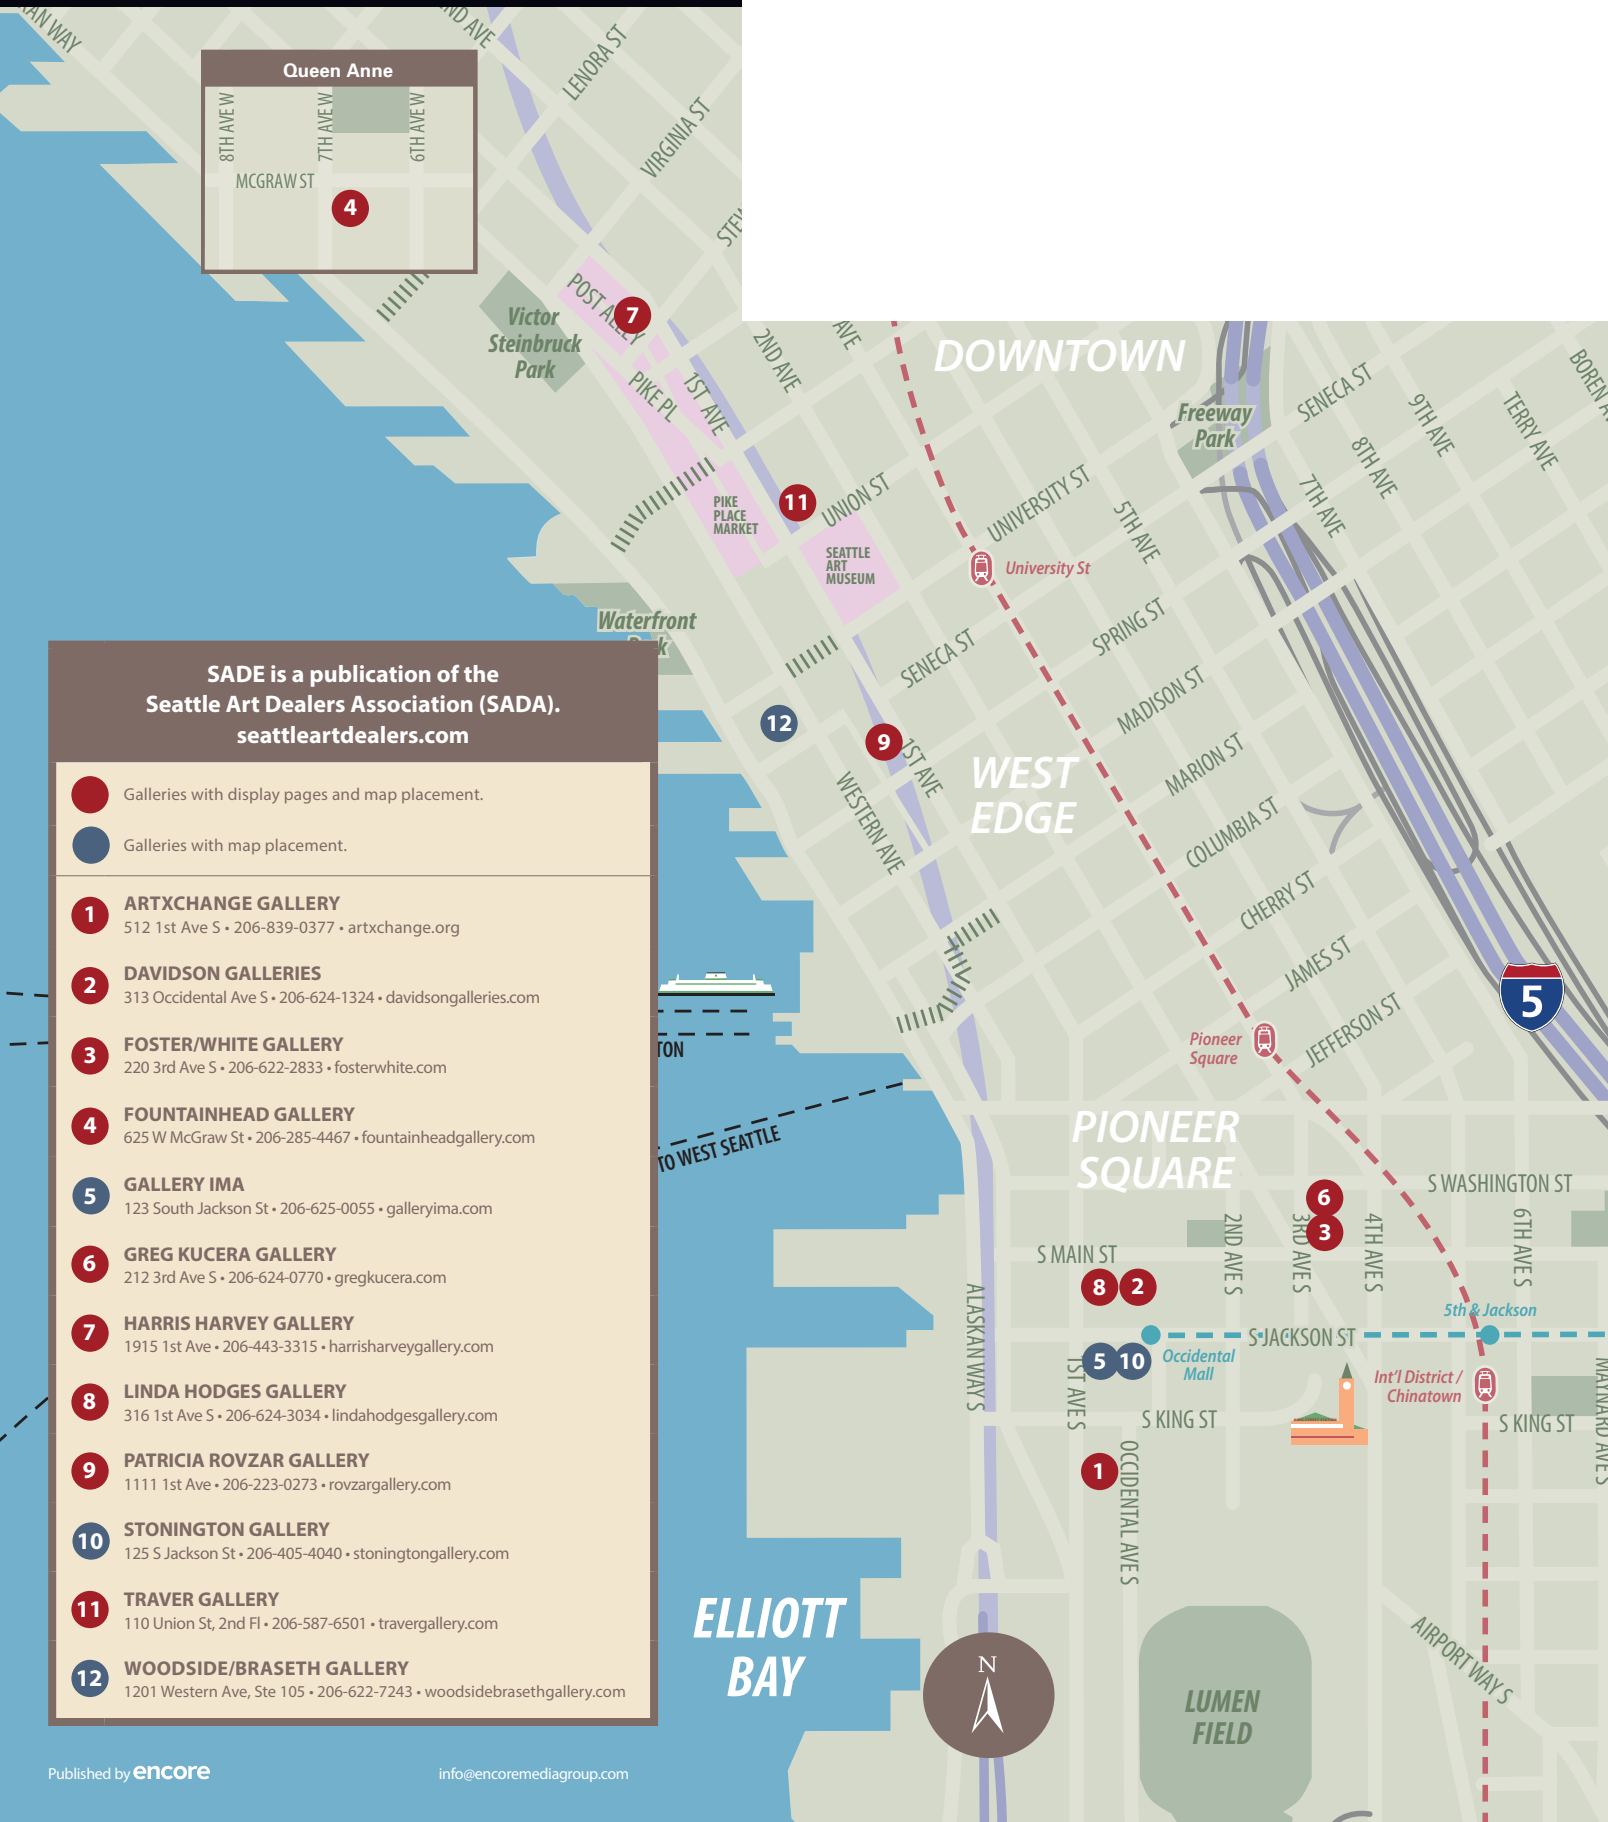 Queen Anne
8TH AVE W
7TH AVE W
6TH AVE W
MCGRAW ST
4
LENORA ST
VIRGINIA ST
POST ALLEY
7
Victor
Steinbruck
Park
PIKE PL
1ST AVE
2ND AVE
AVE
DOWNTOWN
Freeway
Park
SENECA ST
9TH AVE
8TH AVE
TERRY AVE
7TH AVE
PIKE
PLACE
MARKET
11
UNION ST
SEATTLE
ART
MUSEUM
UNIVERSITY ST
5TH AVE
University St
Waterfront
SPRING ST
SENECA ST
MADISON ST
12
9
1ST AVE
WESTERN AVE
WEST
EDGE
MARION ST
COLUMBIA ST
CHERRY ST
JAMES ST
JEFFERSON ST
5
Pioneer
Square
TO WEST SEATTLE
PIONEER
SQUARE
S WASHINGTON ST
6
3
2ND AVE S
3RD AVE S
4TH AVE S
6TH AVE S
S MAIN ST
8
2
ALASKAN WAY S
5th & Jackson
S JACKSON ST
5
10
Occidental
Mall
1ST AVE S
Int'l District /
Chinatown
MAYNARD AVE S
S KING ST
S KING ST
1
OCCIDENTAL AVE S
AIRPORT WAY S
ELLIOTT
BAY
N
LUMEN
FIELD
SADE is a publication of the
Seattle Art Dealers Association (SADA).
seattleartdealers.com
Galleries with display pages and map placement.
Galleries with map placement.
1 ARTXCHANGE GALLERY
512 1st Ave S • 206-839-0377 • artxchange.org
2 DAVIDSON GALLERIES
313 Occidental Ave S • 206-624-1324 • davidsongalleries.com
3 FOSTER/WHITE GALLERY
220 3rd Ave S • 206-622-2833 • fosterwhite.com
4 FOUNTAINHEAD GALLERY
625 W McGraw St • 206-285-4467 • fountainheadgallery.com
5 GALLERY IMA
123 South Jackson St • 206-625-0055 • galleryima.com
6 GREG KUCERA GALLERY
212 3rd Ave S • 206-624-0770 • gregkucera.com
7 HARRIS HARVEY GALLERY
1915 1st Ave • 206-443-3315 • harrisharveygallery.com
8 LINDA HODGES GALLERY
316 1st Ave S • 206-624-3034 • lindahodgesgallery.com
9 PATRICIA ROVZAR GALLERY
1111 1st Ave • 206-223-0273 • rovzargallery.com
10 STONINGTON GALLERY
125 S Jackson St • 206-405-4040 • stoningtongallery.com
11 TRAVER GALLERY
110 Union St, 2nd Fl • 206-587-6501 • travergallery.com
12 WOODSIDE/BRASETH GALLERY
1201 Western Ave, Ste 105 • 206-622-7243 • woodsidebrasethgallery.com
Published by encore
info@encoremediagroup.com